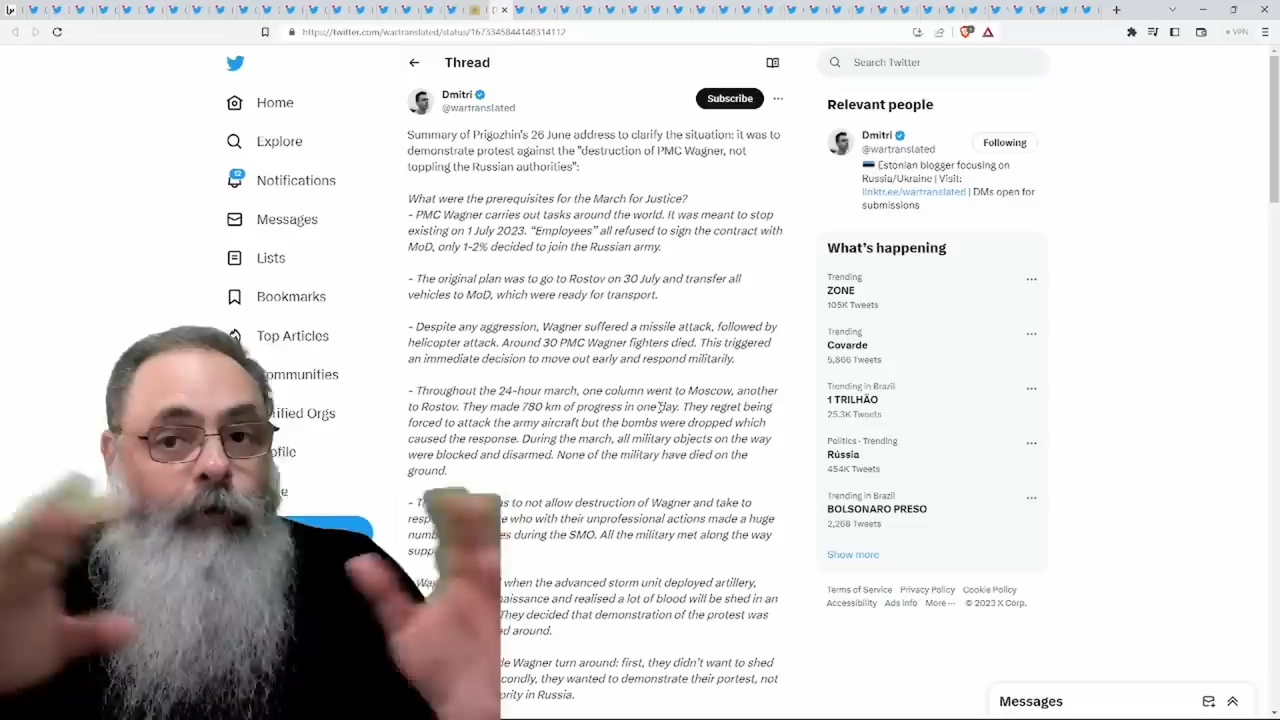 VPN
https://twitter.com/wartranslated/status/1673345844148314112
Home
Explore
Notifications
Messages
Lists
Bookmarks
Top Articles
Thread
Dmitri
@wartranslated
Subscribe
Summary of Prigozhin's 26 June address to clarify the situation: it was to
demonstrate protest against the "destruction of PMC Wagner, not
toppling the Russian authorities":
What were the prerequisites for the March for Justice?
- PMC Wagner carries out tasks around the world. It was meant to stop
existing on 1 July 2023. "Employees" all refused to sign the contract with
MoD, only 1-2% decided to join the Russian army.
- The original plan was to go to Rostov on 30 July and transfer all
vehicles to MoD, which were ready for transport.
- Despite any aggression, Wagner suffered a missile attack, followed by
helicopter attack. Around 30 PMC Wagner fighters died. This triggered
an immediate decision to move out early and respond militarily.
- Throughout the 24-hour march, one column went to Moscow, another
to Rostov. They made 780 km of progress in one day. They regret being
forced to attack the army aircraft but the bombs were dropped which
caused the response. During the march, all military objects on the way
were blocked and disarmed. None of the military have died on the
ground.
to not allow destruction of Wagner and take to
who with their unprofessional actions made a huge
during the SMO. All the military met along the way
when the advanced storm unit deployed artillery,
and realised a lot of blood will be shed in an
They decided that demonstration of the protest was
around.
Wagner turn around: first, they didn't want to shed
they wanted to demonstrate their portest, not
in Russia.
Search Twitter
Relevant people
Dmitri
@wartranslated
Following
Estonian blogger focusing on
Russia/Ukraine | Visit:
linktr.ee/wartranslated | DMs open for
submissions
What's happening
Trending
ZONE
105K Tweets
Trending
Covarde
5,866 Tweets
Trending in Brazil
1 TRILHÃO
25.3K Tweets
Politics · Trending
Rússia
454K Tweets
Trending in Brazil
BOLSONARO PRESO
2,268 Tweets
Show more
Terms of Service Privacy Policy Cookie Policy
Accessibility Ads info More ··· © 2023 X Corp.
Messages